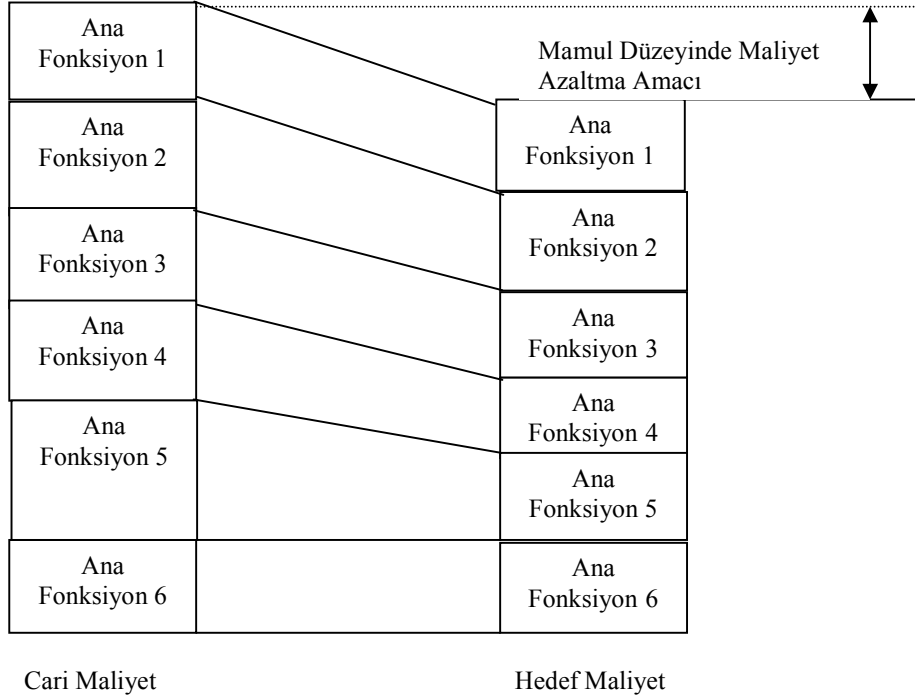 Ana
Fonksiyon 1
Ana
Fonksiyon 2
Ana
Fonksiyon 3
Ana
Fonksiyon 4
Ana
Fonksiyon 5
Ana
Fonksiyon 6
Cari Maliyet
Mamul Düzeyinde Maliyet
Azaltma Amacı
Ana
Fonksiyon 1
Ana
Fonksiyon 2
Ana
Fonksiyon 3
Ana
Fonksiyon 4
Ana
Fonksiyon 5
Ana
Fonksiyon 6
Hedef Maliyet